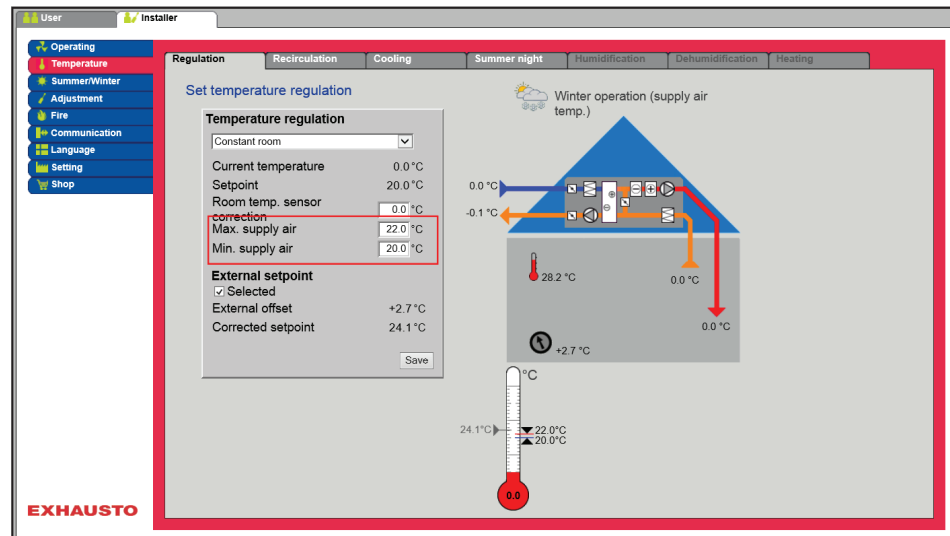 User
Installer
Operating
Temperature
Summer/Winter
Adjustment
Fire
Communication
Language
Setting
Shop
EXHAUSTO
Regulation
Recirculation
Cooling
Summer night
Humidification
Dehumidification
Heating
Set temperature regulation
Temperature regulation
Constant room
Current temperature 0.0°C
Setpoint 20.0°C
Room temp. sensor
correction 0.0 °C
Max. supply air 22.0 °C
Min. supply air 20.0 °C
External setpoint
Selected
External offset +2.7°C
Corrected setpoint 24.1°C
Save
Winter operation (supply air
temp.)
0.0 °C
-0.1 °C
28.2 °C
0.0 °C
0.0 °C
+2.7 °C
°C
24.1°C
22.0°C
20.0°C
0.0